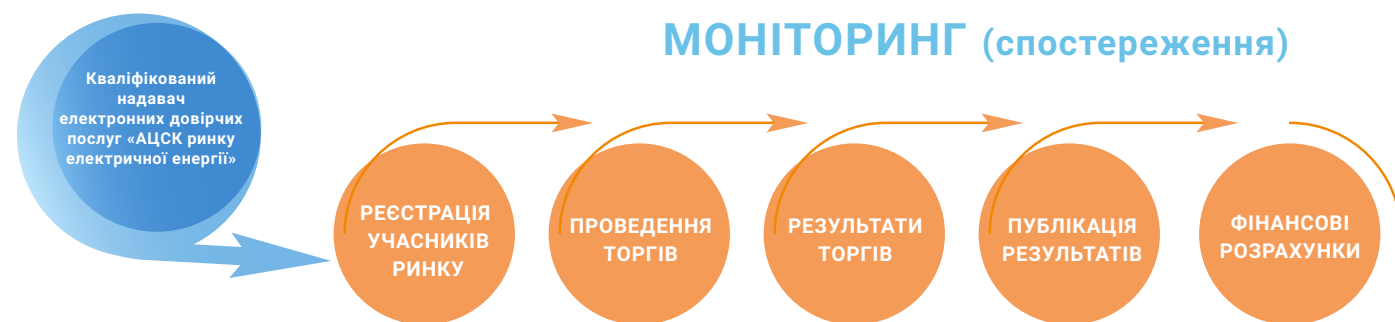 МОНІТОРИНГ (спостереження)
Кваліфікований
надавач
електронних довірчих
послуг «АЦСК ринку
електричної енергії»
РЕЄСТРАЦІЯ
УЧАСНИКІВ
РИНКУ
ПРОВЕДЕННЯ
ТОРГІВ
РЕЗУЛЬТАТИ
ТОРГІВ
ПУБЛІКАЦІЯ
РЕЗУЛЬТАТІВ
ФІНАНСОВІ
РОЗРАХУНКИ